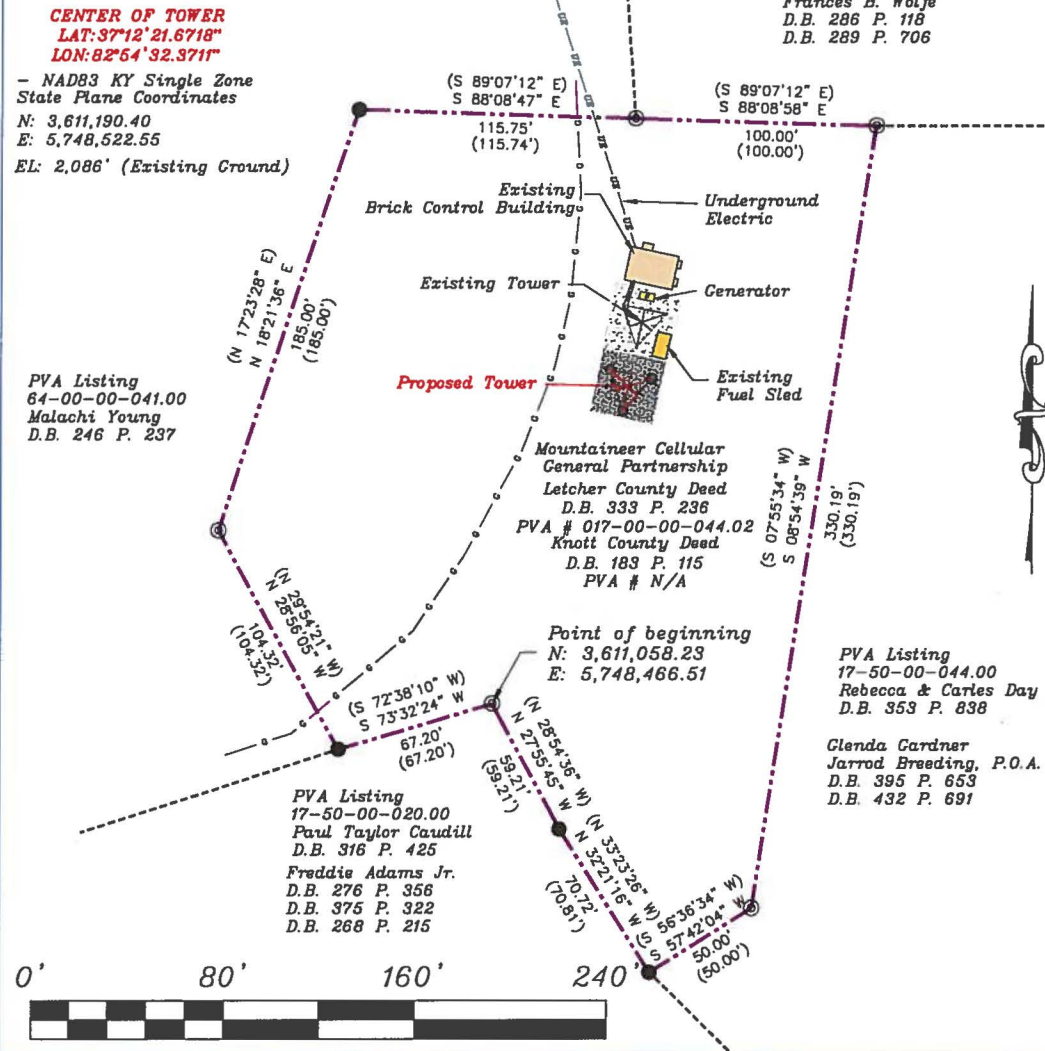 CENTER OF TOWER
LAT:37°12'21.6718"
LON:82°54'32.3711"
- NAD83 KY Single Zone
State Plane Coordinates
N: 3,611,190.40
E: 5,748,522.55
EL: 2,086' (Existing Ground)
Frances B. Wolfe
D.B. 286 P. 118
D.B. 289 P. 706
UE
UE
UE
UE
UE
UE
(S 89°07'12" E)
S 88°08'47" E
115.75'
(115.74')
(S 89°07'12" E)
S 88°08'58" E
100.00'
(100.00')
Existing
Brick Control Building
Underground
Electric
Existing Tower
Generator
Proposed Tower
Existing
Fuel Sled
(N 17°23'28" E)
N 18°21'36" E
185.00'
(185.00')
PVA Listing
64-00-00-041.00
Malachi Young
D.B. 246 P. 237
G
G
G
G
G
G
G
G
G
G
G
G
G
Mountaineer Cellular
General Partnership
Letcher County Deed
D.B. 333 P. 236
PVA # 017-00-00-044.02
Knott County Deed
D.B. 183 P. 115
PVA # N/A
(S 07°55'34" W)
S 08°54'39" W
330.19'
(330.19')
(N 29°54'21" W)
N 28°56'05" W
104.32'
(104.32')
Point of beginning
N: 3,611,058.23
E: 5,748,466.51
(S 72°38'10" W)
S 73°32'24" W
67.20'
(67.20')
(N 28°54'36" W)
N 27°55'45" W
59.21'
(59.21')
PVA Listing
17-50-00-044.00
Rebecca & Carles Day
D.B. 353 P. 838
Glenda Gardner
Jarrod Breeding, P.O.A.
D.B. 395 P. 653
D.B. 432 P. 691
PVA Listing
17-50-00-020.00
Paul Taylor Caudill
D.B. 316 P. 425
Freddie Adams Jr.
D.B. 276 P. 356
D.B. 375 P. 322
D.B. 268 P. 215
(N 33°23'26" W)
N 32°21'16" W
70.72'
(70.81')
(S 56°36'34" W)
S 57°42'04" W
50.00'
(50.00')
0' 80' 160' 240'